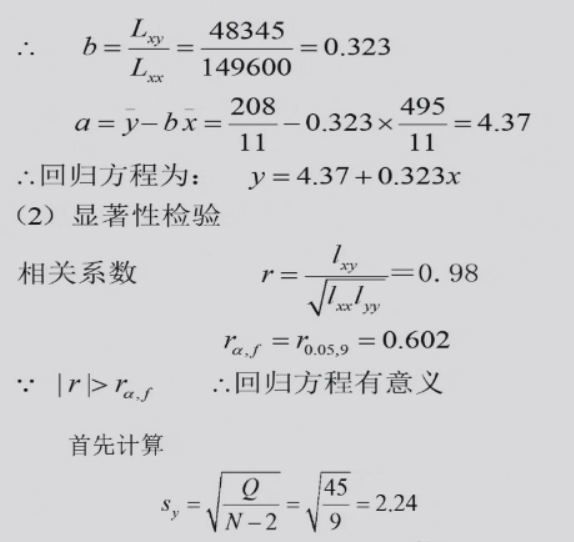 ∴ b = L_xy / L_xx = 48345 / 149600 = 0.323
a = ȳ − b x̄ = 208/11 − 0.323 × 495/11 = 4.37
∴回归方程为： y = 4.37 + 0.323x
（2）显著性检验
相关系数 r = l_xy / √(l_xx l_yy) = 0.98
r_α,f = r_0.05,9 = 0.602
∵ |r| > r_α,f ∴回归方程有意义
首先计算
s_y = √(Q / (N − 2)) = √(45 / 9) = 2.24